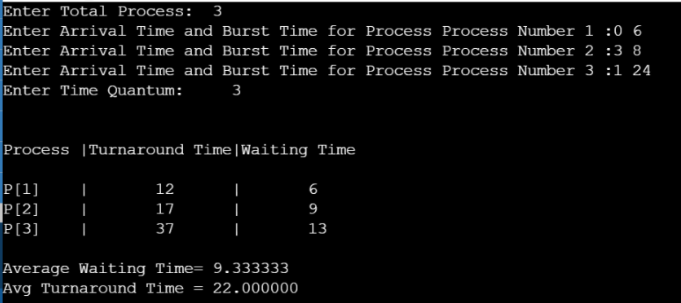 Enter Total Process: 3
Enter Arrival Time and Burst Time for Process Process Number 1 :0 6
Enter Arrival Time and Burst Time for Process Process Number 2 :3 8
Enter Arrival Time and Burst Time for Process Process Number 3 :1 24
Enter Time Quantum: 3
Process |Turnaround Time|Waiting Time
P[1] | 12 | 6
P[2] | 17 | 9
P[3] | 37 | 13
Average Waiting Time= 9.333333
Avg Turnaround Time = 22.000000